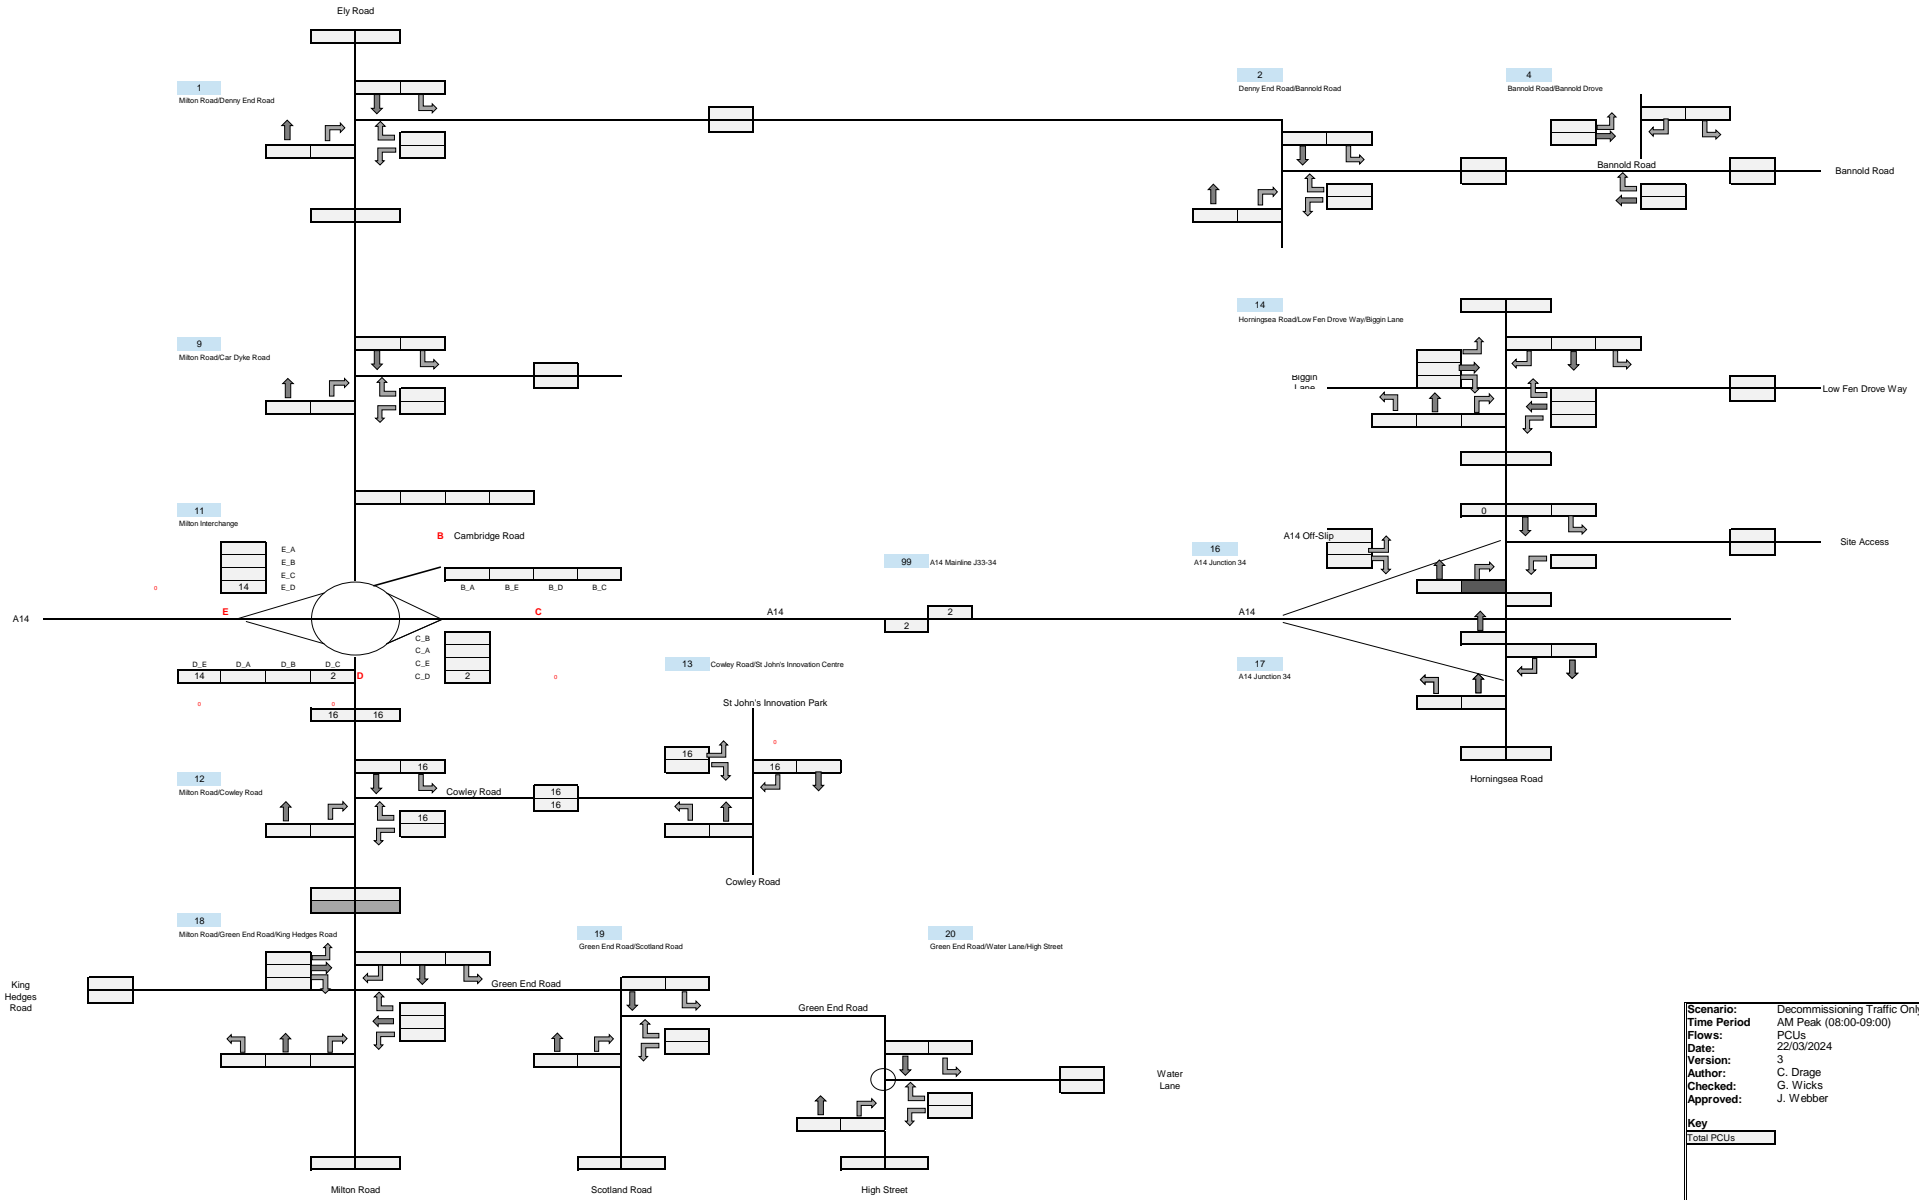 Ely Road
1
Milton Road/Denny End Road
2
Denny End Road/Bannold Road
4
Bannold Road/Bannold Drove
Bannold Road
Bannold Road
14
Horningsea Road/Low Fen Drove Way/Biggin Lane
9
Milton Road/Car Dyke Road
Biggin
Lane
Low Fen Drove Way
11
Milton Interchange
0
B Cambridge Road
E_A
E_B
E_C
14 E_D
B_A B_E B_D B_C
99 A14 Mainline J33-34
16
A14 Junction 34
A14 Off-Slip
Site Access
0
A14
E
C
A14
2
2
A14
C_B
C_A
C_E
C_D 2
D_E D_A D_B D_C
14 2 D
0
13 Cowley Road/St John's Innovation Centre
17
A14 Junction 34
0 0
16 16
St John's Innovation Park
0
16
16
Horningsea Road
12
Milton Road/Cowley Road
16
Cowley Road
16
16
16
Cowley Road
18
Milton Road/Green End Road/King Hedges Road
19
Green End Road/Scotland Road
20
Green End Road/Water Lane/High Street
King
Hedges
Road
Green End Road
Green End Road
Water
Lane
Milton Road
Scotland Road
High Street
Scenario: Decommissioning Traffic Only
Time Period AM Peak (08:00-09:00)
Flows: PCUs
Date: 22/03/2024
Version: 3
Author: C. Drage
Checked: G. Wicks
Approved: J. Webber
Key
Total PCUs